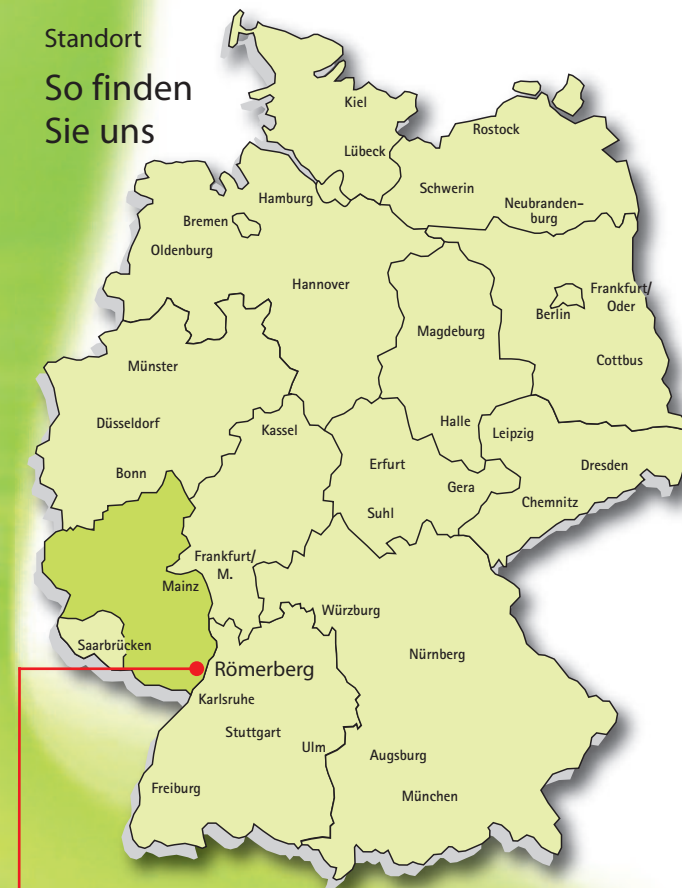 Standort
So finden
Sie uns
Kiel
Rostock
Lübeck
Schwerin
Hamburg
Neubranden-
burg
Bremen
Oldenburg
Hannover
Frankfurt/
Oder
Berlin
Magdeburg
Münster
Cottbus
Düsseldorf
Kassel
Halle
Leipzig
Bonn
Erfurt
Dresden
Gera
Chemnitz
Suhl
Frankfurt/
M.
Mainz
Würzburg
Saarbrücken
Nürnberg
Römerberg
Karlsruhe
Stuttgart
Ulm
Augsburg
Freiburg
München